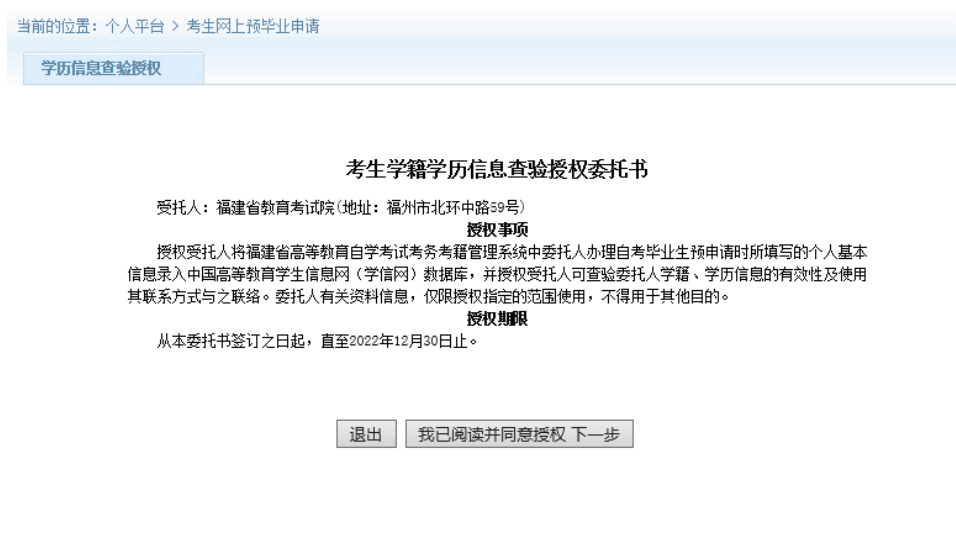 当前的位置：个人平台 > 考生网上预毕业申请
学历信息查验授权
考生学籍学历信息查验授权委托书
受托人：福建省教育考试院(地址：福州市北环中路59号)
授权事项
授权受托人将福建省高等教育自学考试考务考籍管理系统中委托人办理自考毕业生预申请时所填写的个人基本
信息录入中国高等教育学生信息网（学信网）数据库，并授权受托人可查验委托人学籍、学历信息的有效性及使用
其联系方式与之联络。委托人有关资料信息，仅限授权指定的范围使用，不得用于其他目的。
授权期限
从本委托书签订之日起，直至2022年12月30日止。
退出 我已阅读并同意授权 下一步